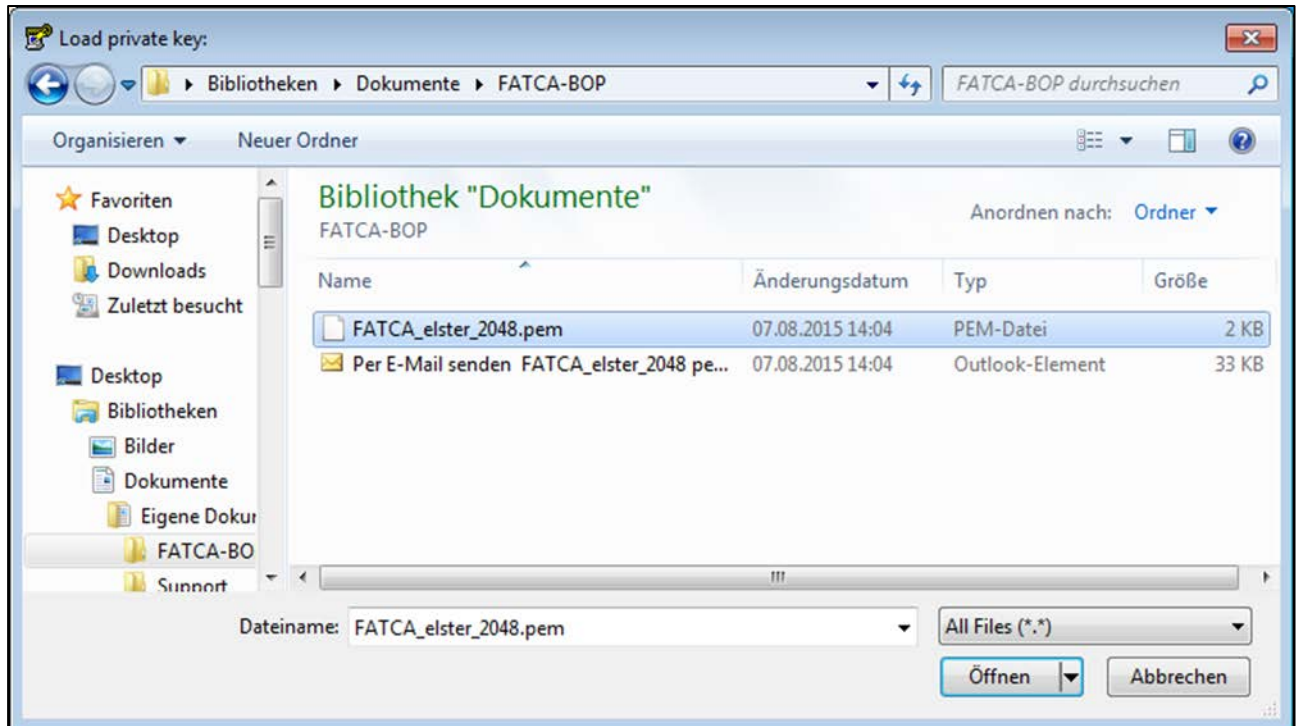 Load private key:
Bibliotheken Dokumente FATCA-BOP
FATCA-BOP durchsuchen
Organisieren Neuer Ordner
Favoriten
Desktop
Downloads
Zuletzt besucht
Desktop
Bibliotheken
Bilder
Dokumente
Eigene Dokur
FATCA-BO
Support
Bibliothek "Dokumente"
FATCA-BOP
Anordnen nach: Ordner
Name Änderungsdatum Typ Größe
FATCA_elster_2048.pem 07.08.2015 14:04 PEM-Datei 2 KB
Per E-Mail senden FATCA_elster_2048 pe... 07.08.2015 14:04 Outlook-Element 33 KB
Dateiname: FATCA_elster_2048.pem All Files (*.*)
Öffnen Abbrechen